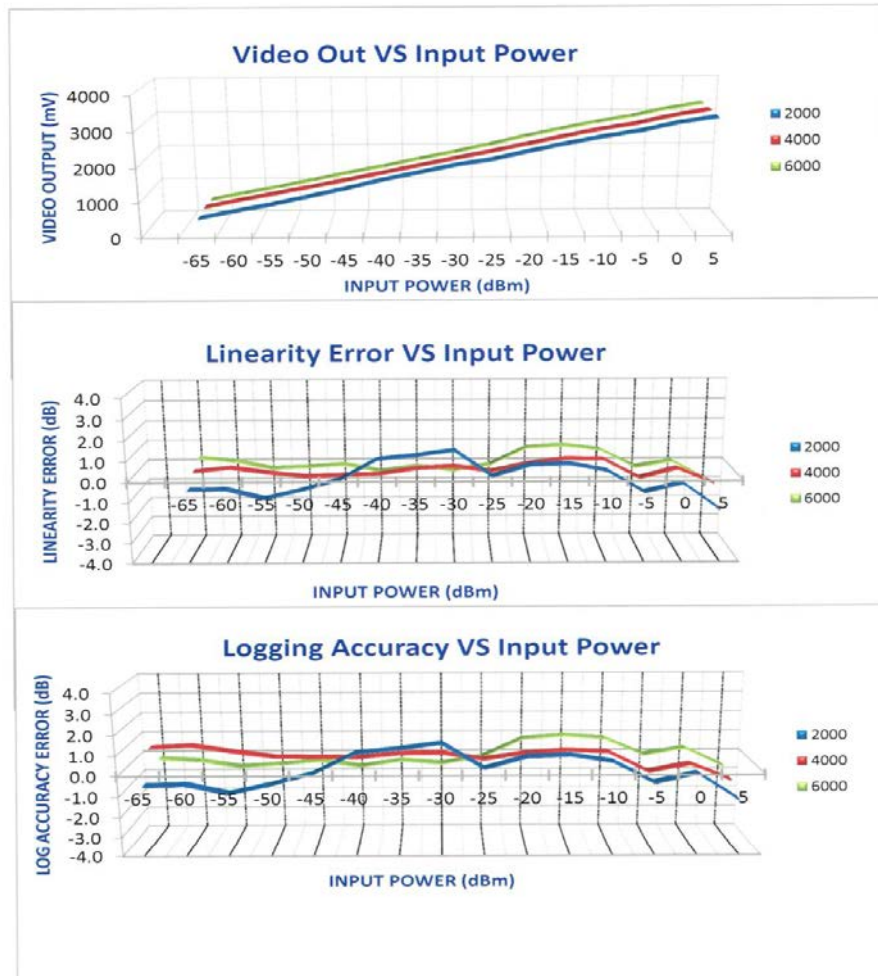 Video Out VS Input Power
VIDEO OUTPUT (mV)
4000
3000
2000
1000
0
-65 -60 -55 -50 -45 -40 -35 -30 -25 -20 -15 -10 -5 0 5
INPUT POWER (dBm)
2000
4000
6000
Linearity Error VS Input Power
LINEARITY ERROR (dB)
4.0
3.0
2.0
1.0
0.0
-1.0
-2.0
-3.0
-4.0
-65 -60 -55 -50 -45 -40 -35 -30 -25 -20 -15 -10 -5 0 5
INPUT POWER (dBm)
2000
4000
6000
Logging Accuracy VS Input Power
LOG ACCURACY ERROR (dB)
4.0
3.0
2.0
1.0
0.0
-1.0
-2.0
-3.0
-4.0
-65 -60 -55 -50 -45 -40 -35 -30 -25 -20 -15 -10 -5 0 5
INPUT POWER (dBm)
2000
4000
6000